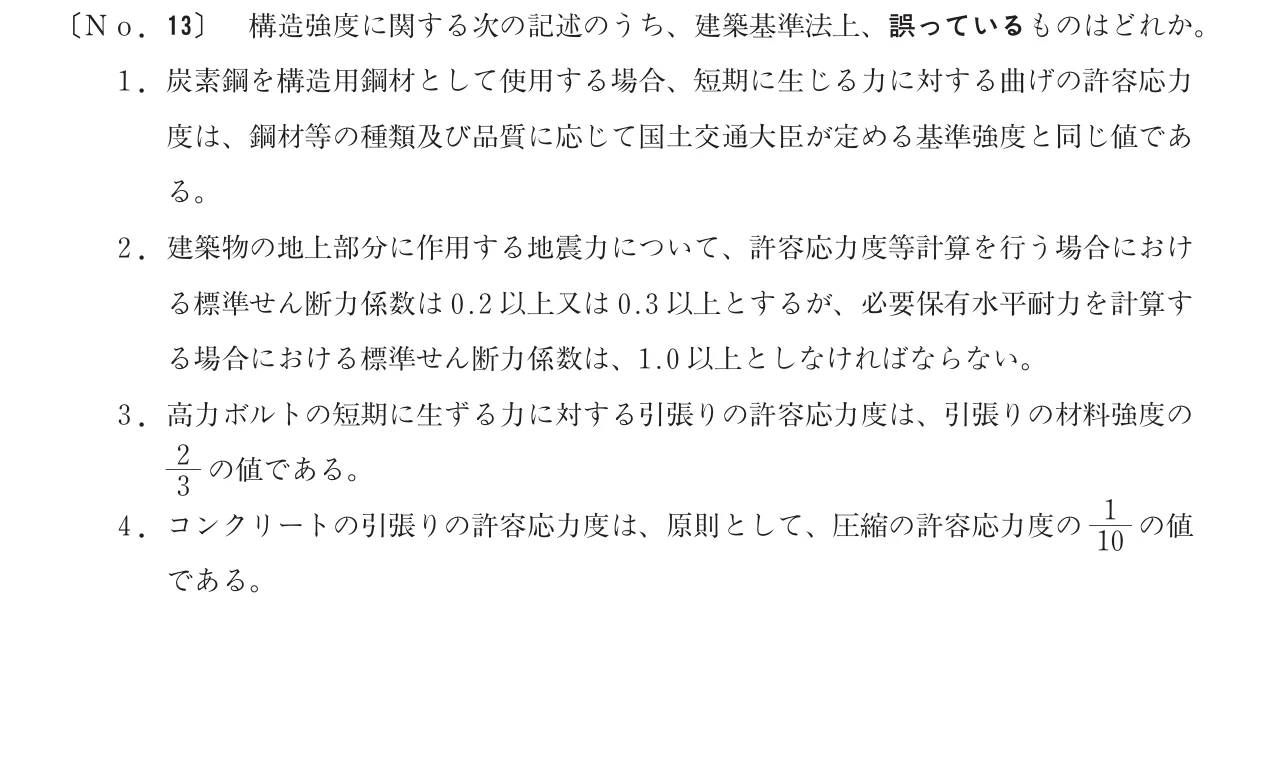 〔Ｎｏ．13〕　構造強度に関する次の記述のうち、建築基準法上、誤っているものはどれか。
1．炭素鋼を構造用鋼材として使用する場合、短期に生じる力に対する曲げの許容応力
度は、鋼材等の種類及び品質に応じて国土交通大臣が定める基準強度と同じ値であ
る。
2．建築物の地上部分に作用する地震力について、許容応力度等計算を行う場合におけ
る標準せん断力係数は 0.2 以上又は 0.3 以上とするが、必要保有水平耐力を計算す
る場合における標準せん断力係数は、1.0 以上としなければならない。
3．高力ボルトの短期に生ずる力に対する引張りの許容応力度は、引張りの材料強度の
2/3 の値である。
4．コンクリートの引張りの許容応力度は、原則として、圧縮の許容応力度の 1/10 の値
である。